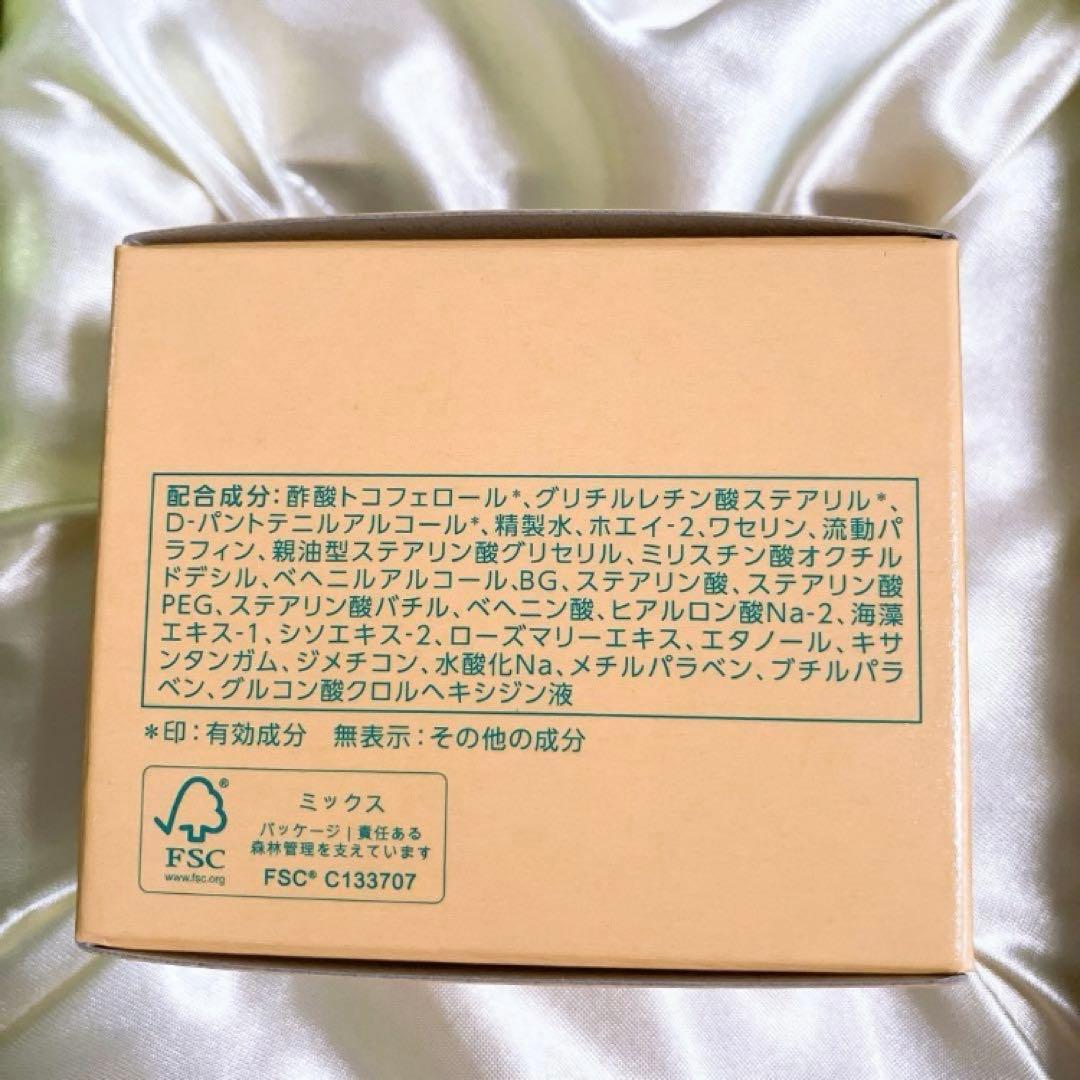 配合成分：酢酸トコフェロール*、グリチルレチン酸ステアリル*、
D-パントテニルアルコール*、精製水、ホエイ-2、ワセリン、流動パ
ラフィン、親油型ステアリン酸グリセリル、ミリスチン酸オクチル
ドデシル、ベヘニルアルコール、BG、ステアリン酸、ステアリン酸
PEG、ステアリン酸バチル、ベヘニン酸、ヒアルロン酸Na-2、海藻
エキス-1、シソエキス-2、ローズマリーエキス、エタノール、キサ
ンタンガム、ジメチコン、水酸化Na、メチルパラベン、ブチルパラ
ベン、グルコン酸クロルヘキシジン液
*印：有効成分　無表示：その他の成分
®
FSC
www.fsc.org
ミックス
パッケージ | 責任ある
森林管理を支えています
FSC® C133707